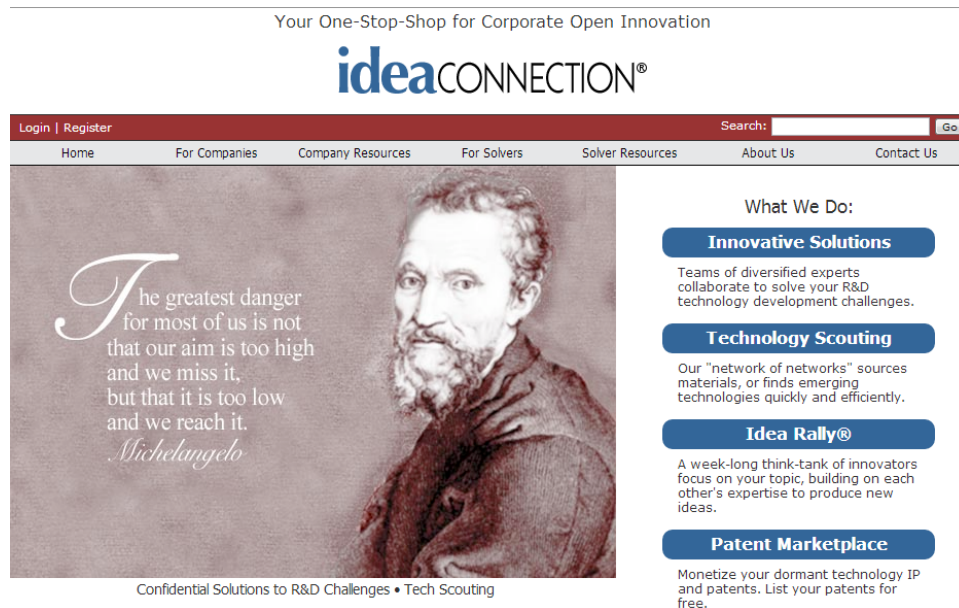 Your One-Stop-Shop for Corporate Open Innovation
ideaCONNECTION®
Login | Register
Search:
Go
Home
For Companies
Company Resources
For Solvers
Solver Resources
About Us
Contact Us
The greatest danger
for most of us is not
that our aim is too high
and we miss it,
but that it is too low
and we reach it.
Michelangelo
Confidential Solutions to R&D Challenges • Tech Scouting
What We Do:
Innovative Solutions
Teams of diversified experts
collaborate to solve your R&D
technology development challenges.
Technology Scouting
Our "network of networks" sources
materials, or finds emerging
technologies quickly and efficiently.
Idea Rally®
A week-long think-tank of innovators
focus on your topic, building on each
other's expertise to produce new
ideas.
Patent Marketplace
Monetize your dormant technology IP
and patents. List your patents for
free.